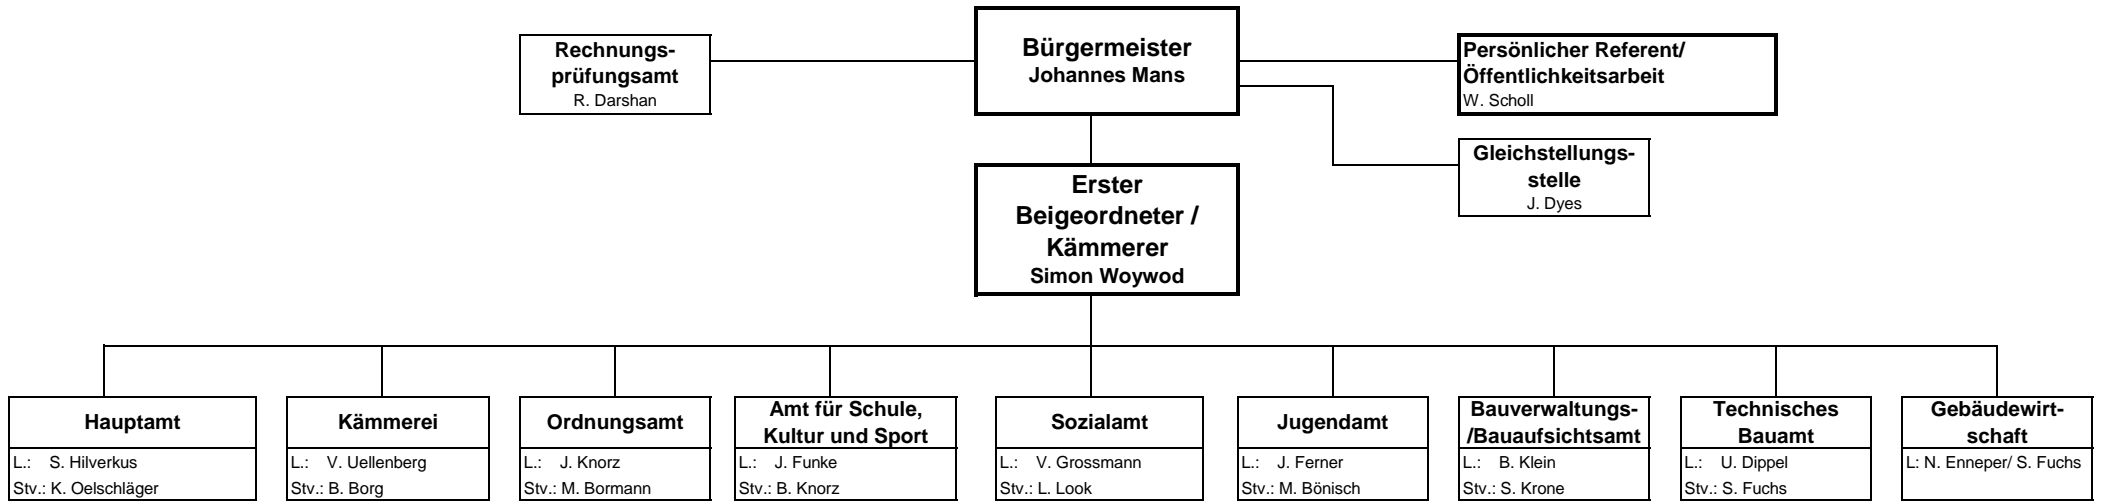 Rechnungs-
prüfungsamt
R. Darshan
Bürgermeister
Johannes Mans
Persönlicher Referent/
Öffentlichkeitsarbeit
W. Scholl
Gleichstellungs-
stelle
J. Dyes
Erster
Beigeordneter /
Kämmerer
Simon Woywod
Hauptamt
L.: S. Hilverkus
Stv.: K. Oelschläger
Kämmerei
L.: V. Uellenberg
Stv.: B. Borg
Ordnungsamt
L.: J. Knorz
Stv.: M. Bormann
Amt für Schule,
Kultur und Sport
L.: J. Funke
Stv.: B. Knorz
Sozialamt
L.: V. Grossmann
Stv.: L. Look
Jugendamt
L.: J. Ferner
Stv.: M. Bönisch
Bauverwaltungs-
/Bauaufsichtsamt
L.: B. Klein
Stv.: S. Krone
Technisches
Bauamt
L.: U. Dippel
Stv.: S. Fuchs
Gebäudewirt-
schaft
L: N. Enneper/ S. Fuchs